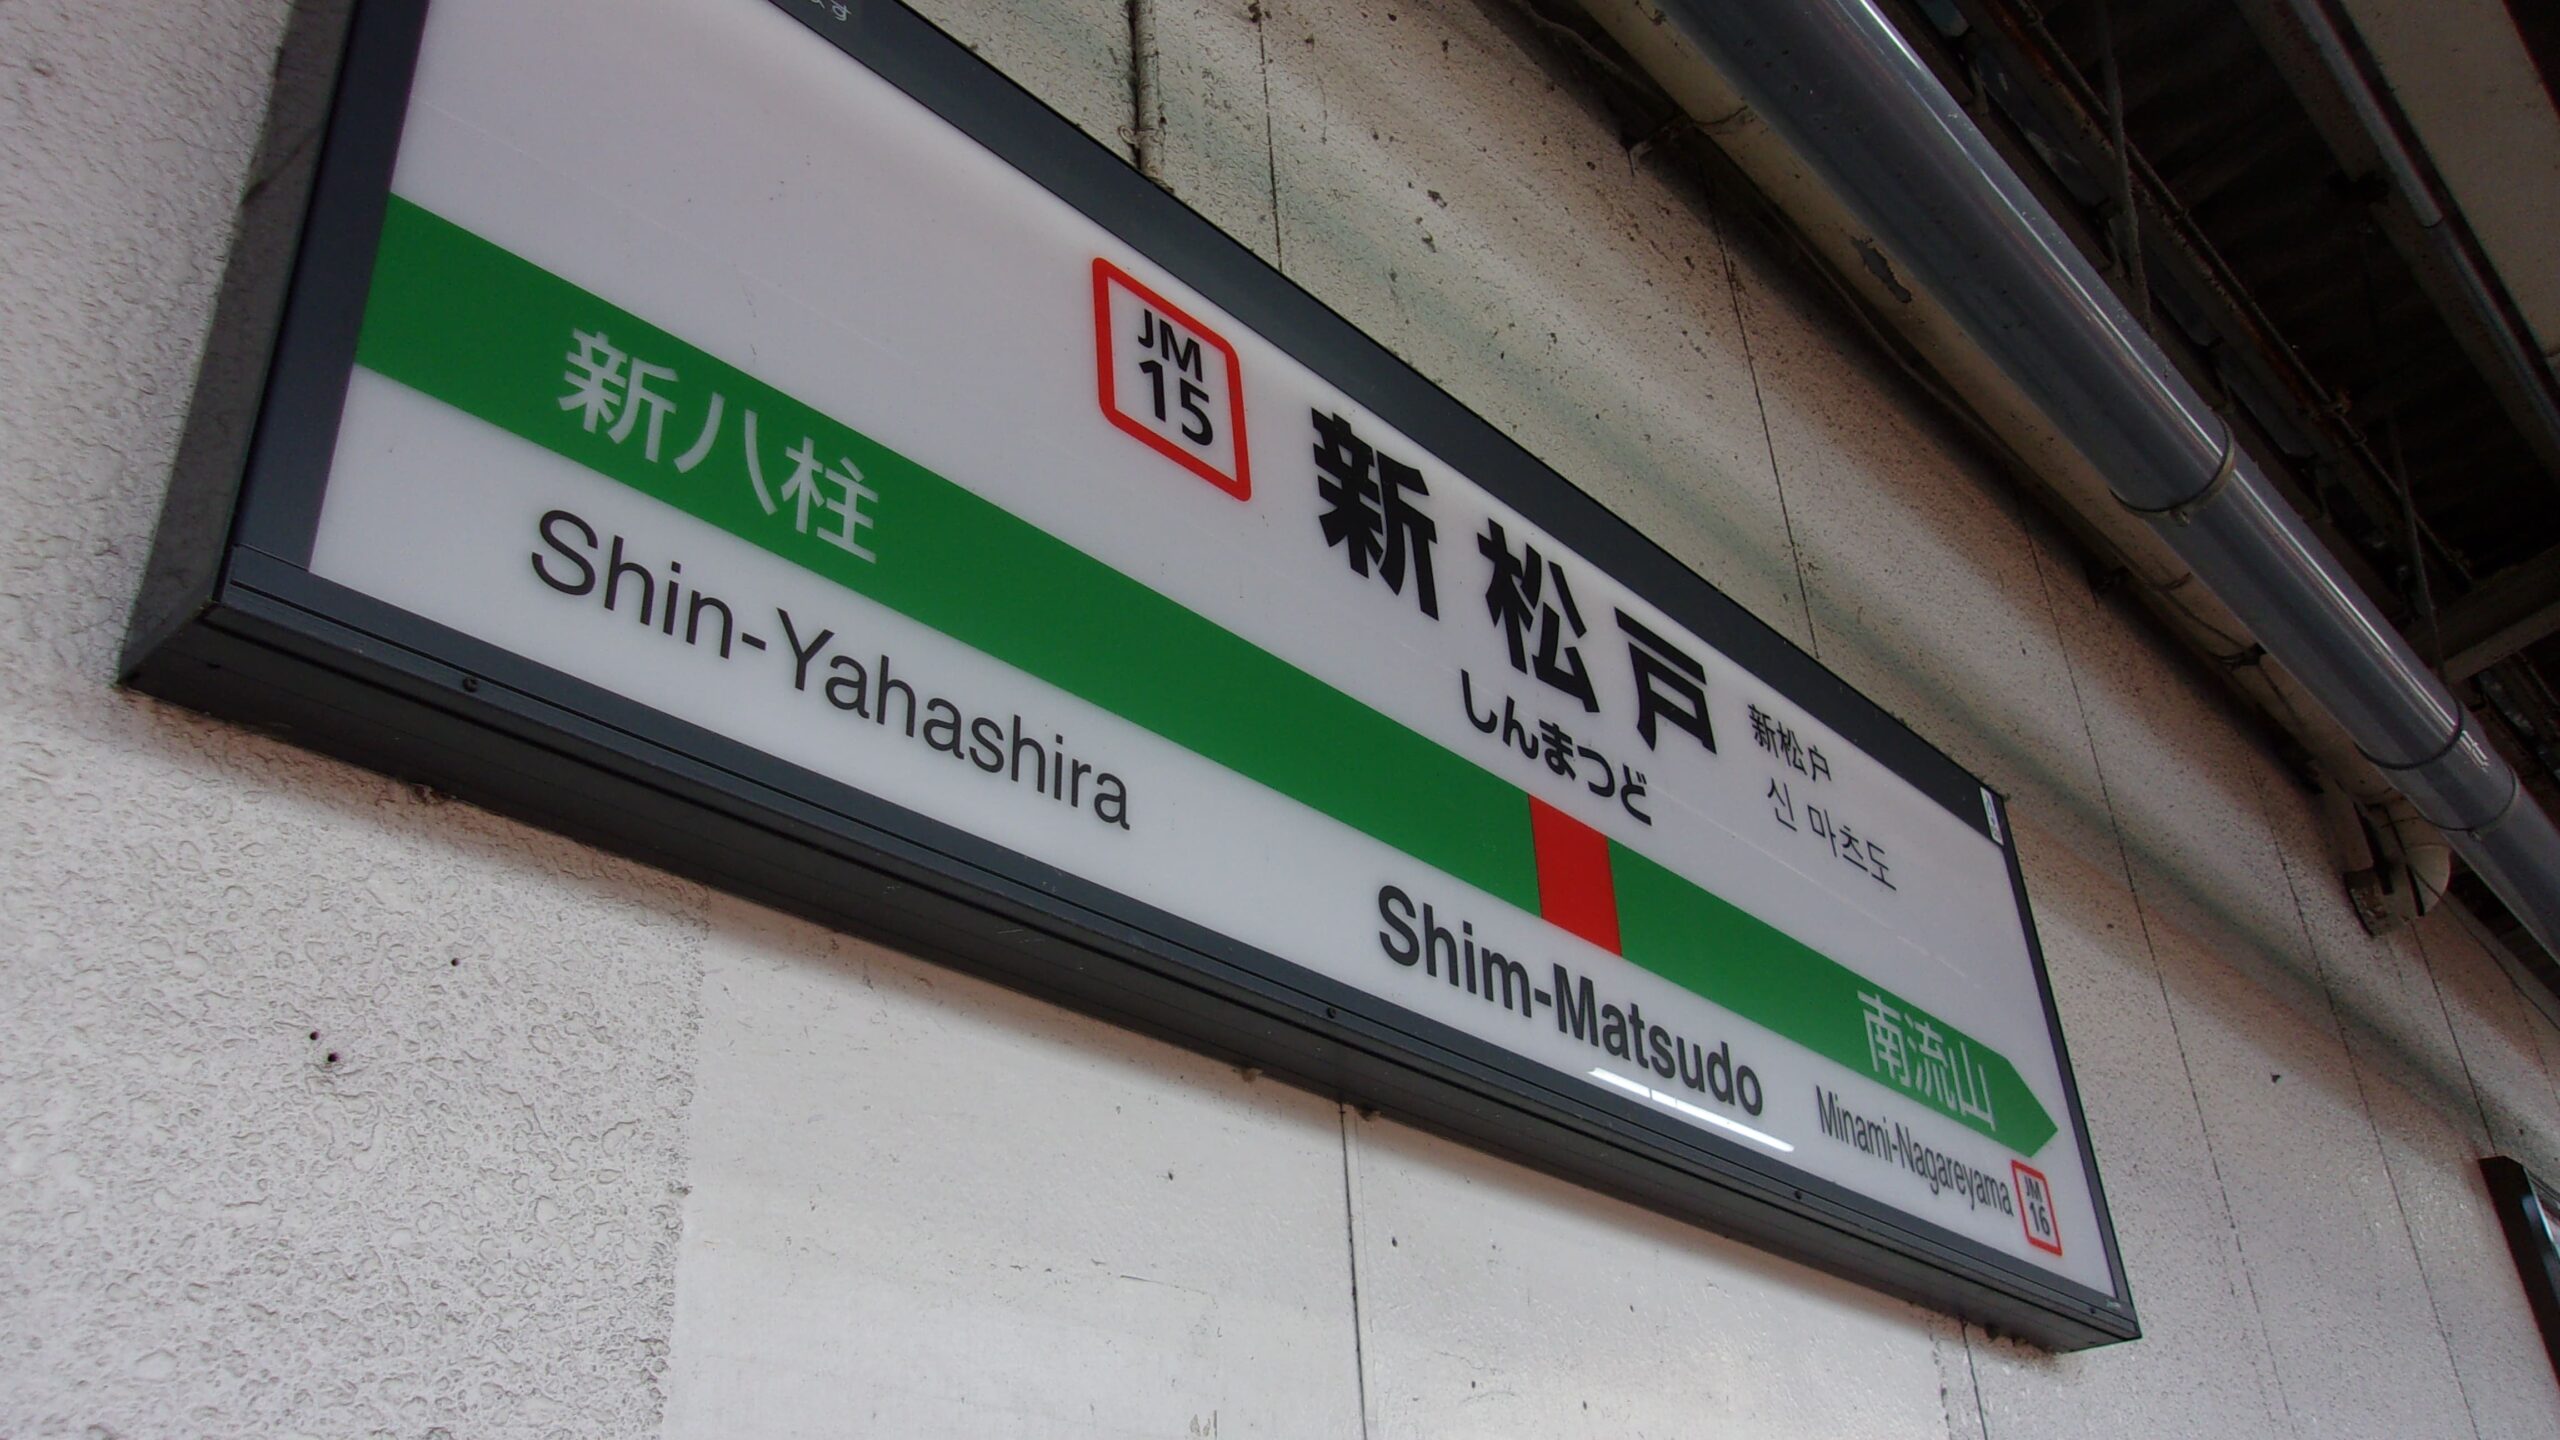 JM
15
新松戸
しんまつど
新松戸
신 마츠도
新八柱
南流山
Shin-Yahashira
Shim-Matsudo
Minami-Nagareyama
JM
16